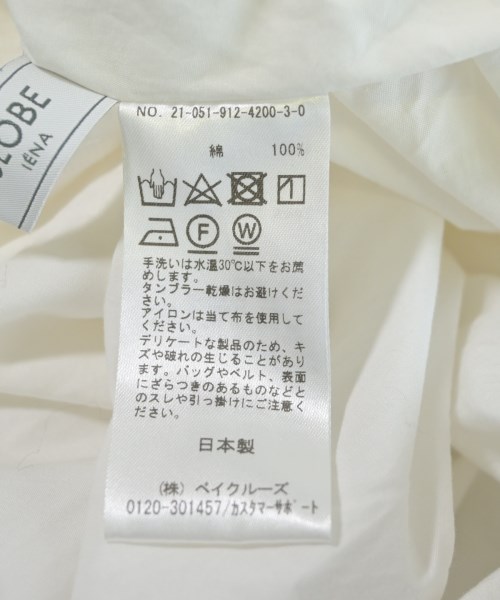 LOBE
IÉNA
NO. 21-051-912-4200-3-0
綿 100%
F W
手洗いは水温30℃以下をお薦
めします。
タンブラー乾燥はお避けくださ
い。
アイロンは当て布を使用して
ください。
デリケートな製品のため、キ
ズや破れの生じることがあり
ます。バッグやベルト、表面
にざらつきのあるものなどと
のスレや引っ掛けにご注意く
ださい。
日本製
(株) ベイクルーズ
0120-301457/カスタマーサポート